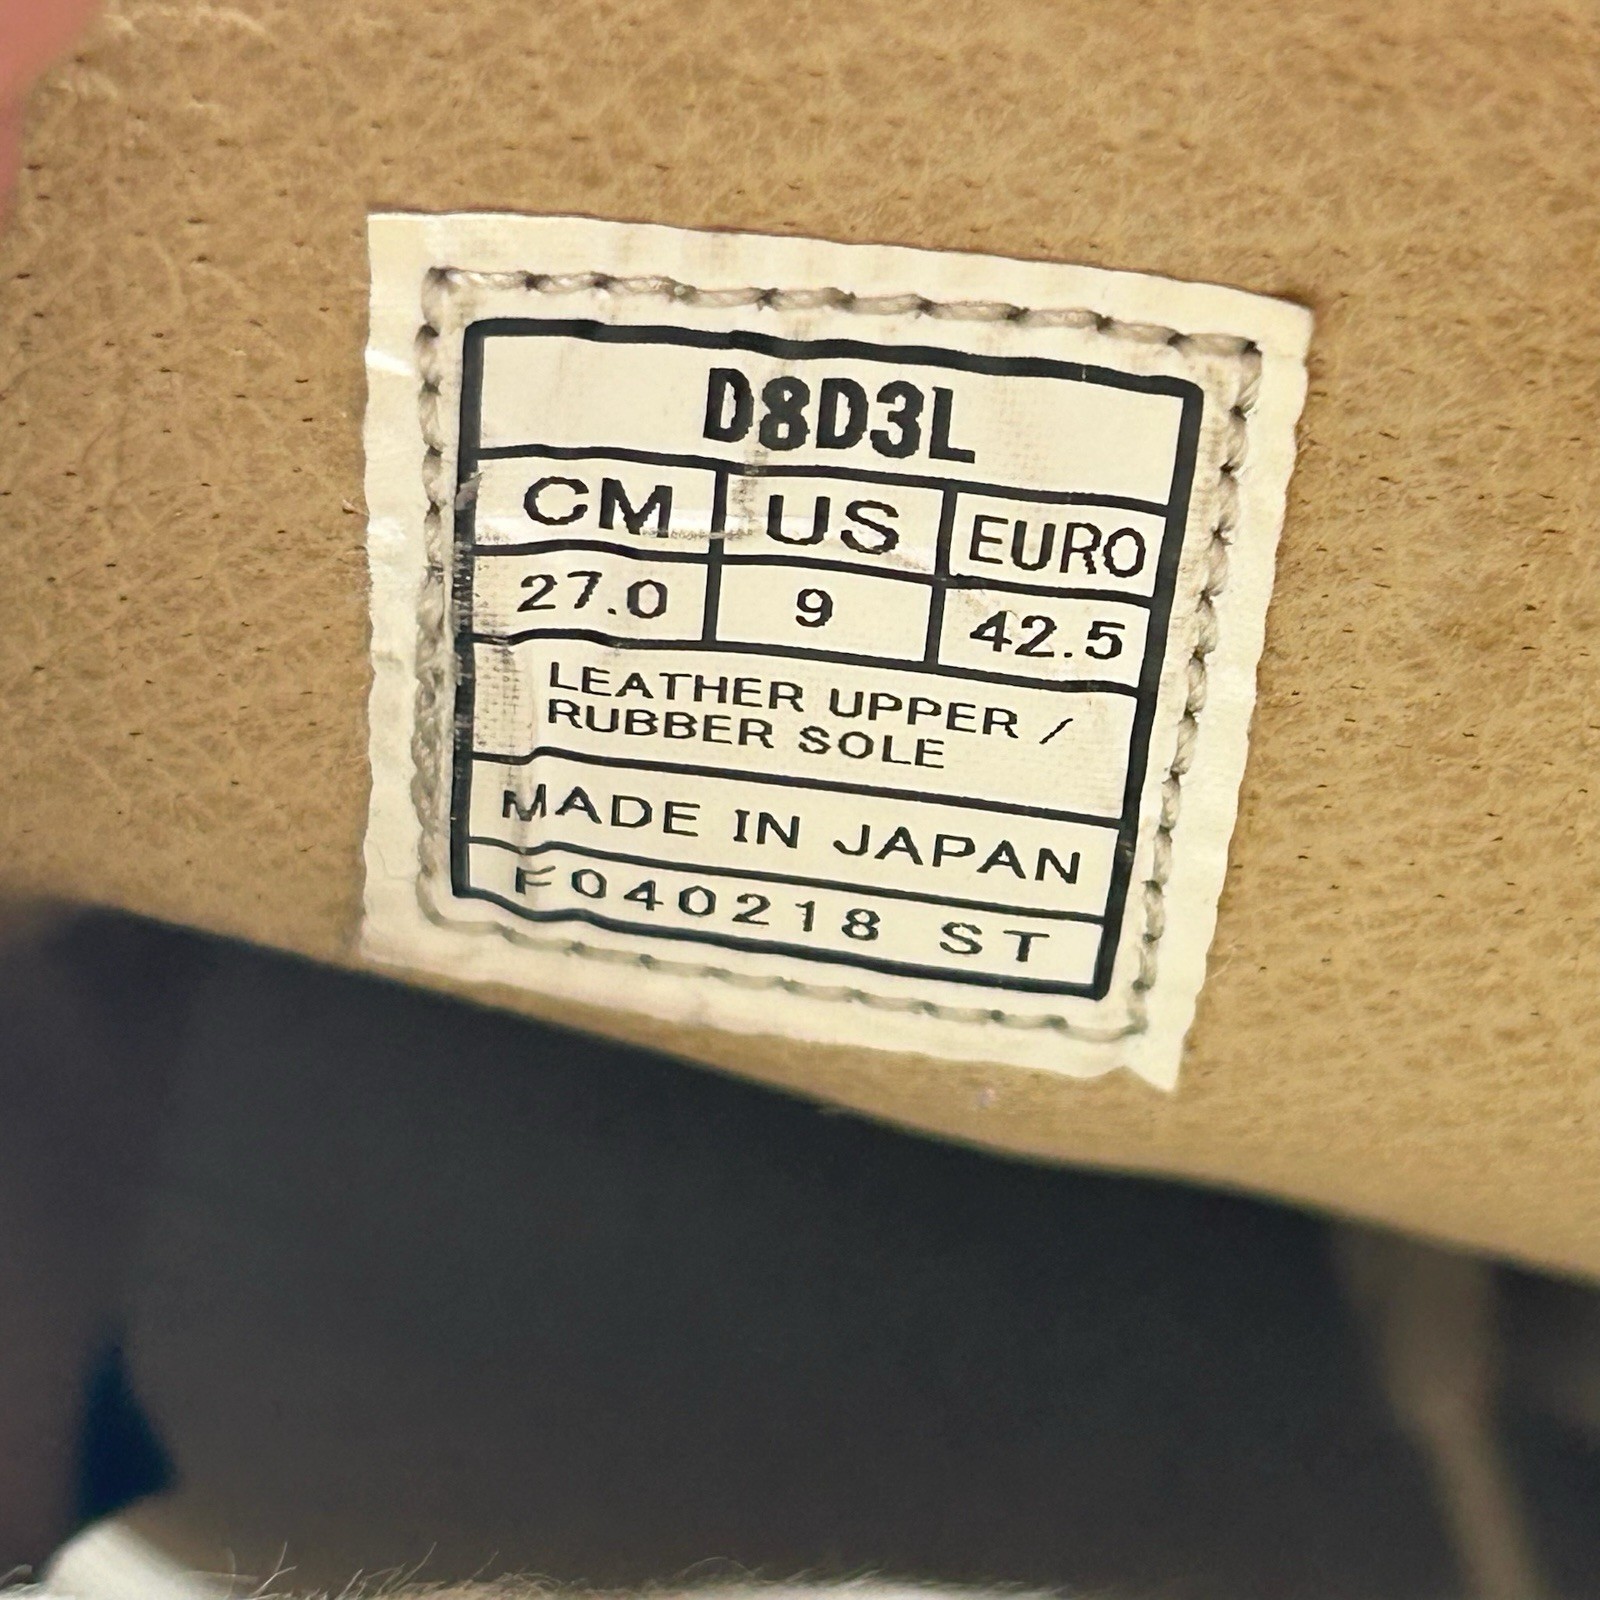 D8D3L
CM US EURO
27.0 9 42.5
LEATHER UPPER /
RUBBER SOLE
MADE IN JAPAN
F040218 ST